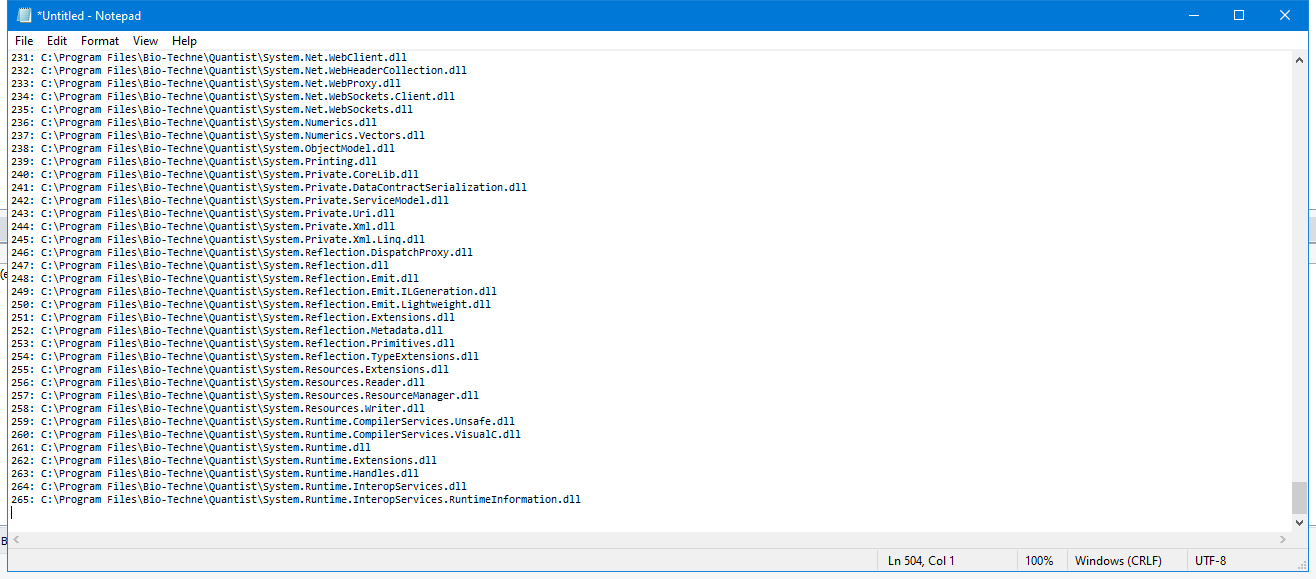 *Untitled - Notepad
File Edit Format View Help
231: C:\Program Files\Bio-Techne\Quantist\System.Net.WebClient.dll
232: C:\Program Files\Bio-Techne\Quantist\System.Net.WebHeaderCollection.dll
233: C:\Program Files\Bio-Techne\Quantist\System.Net.WebProxy.dll
234: C:\Program Files\Bio-Techne\Quantist\System.Net.WebSockets.Client.dll
235: C:\Program Files\Bio-Techne\Quantist\System.Net.WebSockets.dll
236: C:\Program Files\Bio-Techne\Quantist\System.Numerics.dll
237: C:\Program Files\Bio-Techne\Quantist\System.Numerics.Vectors.dll
238: C:\Program Files\Bio-Techne\Quantist\System.ObjectModel.dll
239: C:\Program Files\Bio-Techne\Quantist\System.Printing.dll
240: C:\Program Files\Bio-Techne\Quantist\System.Private.CoreLib.dll
241: C:\Program Files\Bio-Techne\Quantist\System.Private.DataContractSerialization.dll
242: C:\Program Files\Bio-Techne\Quantist\System.Private.ServiceModel.dll
243: C:\Program Files\Bio-Techne\Quantist\System.Private.Uri.dll
244: C:\Program Files\Bio-Techne\Quantist\System.Private.Xml.dll
245: C:\Program Files\Bio-Techne\Quantist\System.Private.Xml.Linq.dll
246: C:\Program Files\Bio-Techne\Quantist\System.Reflection.DispatchProxy.dll
247: C:\Program Files\Bio-Techne\Quantist\System.Reflection.dll
248: C:\Program Files\Bio-Techne\Quantist\System.Reflection.Emit.dll
249: C:\Program Files\Bio-Techne\Quantist\System.Reflection.Emit.ILGeneration.dll
250: C:\Program Files\Bio-Techne\Quantist\System.Reflection.Emit.Lightweight.dll
251: C:\Program Files\Bio-Techne\Quantist\System.Reflection.Extensions.dll
252: C:\Program Files\Bio-Techne\Quantist\System.Reflection.Metadata.dll
253: C:\Program Files\Bio-Techne\Quantist\System.Reflection.Primitives.dll
254: C:\Program Files\Bio-Techne\Quantist\System.Reflection.TypeExtensions.dll
255: C:\Program Files\Bio-Techne\Quantist\System.Resources.Extensions.dll
256: C:\Program Files\Bio-Techne\Quantist\System.Resources.Reader.dll
257: C:\Program Files\Bio-Techne\Quantist\System.Resources.ResourceManager.dll
258: C:\Program Files\Bio-Techne\Quantist\System.Resources.Writer.dll
259: C:\Program Files\Bio-Techne\Quantist\System.Runtime.CompilerServices.Unsafe.dll
260: C:\Program Files\Bio-Techne\Quantist\System.Runtime.CompilerServices.VisualC.dll
261: C:\Program Files\Bio-Techne\Quantist\System.Runtime.dll
262: C:\Program Files\Bio-Techne\Quantist\System.Runtime.Extensions.dll
263: C:\Program Files\Bio-Techne\Quantist\System.Runtime.Handles.dll
264: C:\Program Files\Bio-Techne\Quantist\System.Runtime.InteropServices.dll
265: C:\Program Files\Bio-Techne\Quantist\System.Runtime.InteropServices.RuntimeInformation.dll
Ln 504, Col 1 100% Windows (CRLF) UTF-8